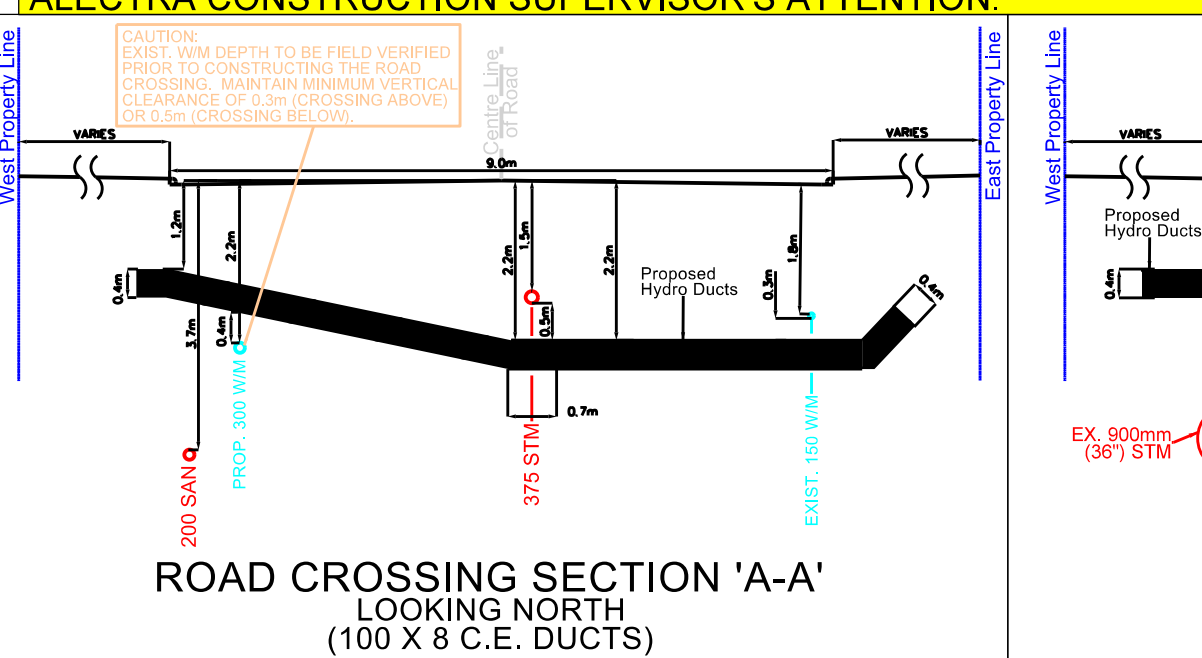 ALECTRA CONSTRUCTION SUPERVISOR'S ATTENTION:
CAUTION:
EXIST. W/M DEPTH TO BE FIELD VERIFIED
PRIOR TO CONSTRUCTING THE ROAD
CROSSING. MAINTAIN MINIMUM VERTICAL
CLEARANCE OF 0.3m (CROSSING ABOVE)
OR 0.5m (CROSSING BELOW).
West Property Line
VARIES
Centre Line
of Road
9.0m
VARIES
East Property Line
1.2m
2.2m
3.7m
0.4m
0.4m
2.2m
1.5m
0.5m
2.2m
Proposed
Hydro Ducts
1.8m
0.3m
0.4m
0.7m
200 SAN
PROP. 300 W/M
375 STM
EXIST. 150 W/M
ROAD CROSSING SECTION 'A-A'
LOOKING NORTH
(100 X 8 C.E. DUCTS)
West Property Line
VARIES
Proposed
Hydro Ducts
0.4m
EX. 900mm
(36") STM